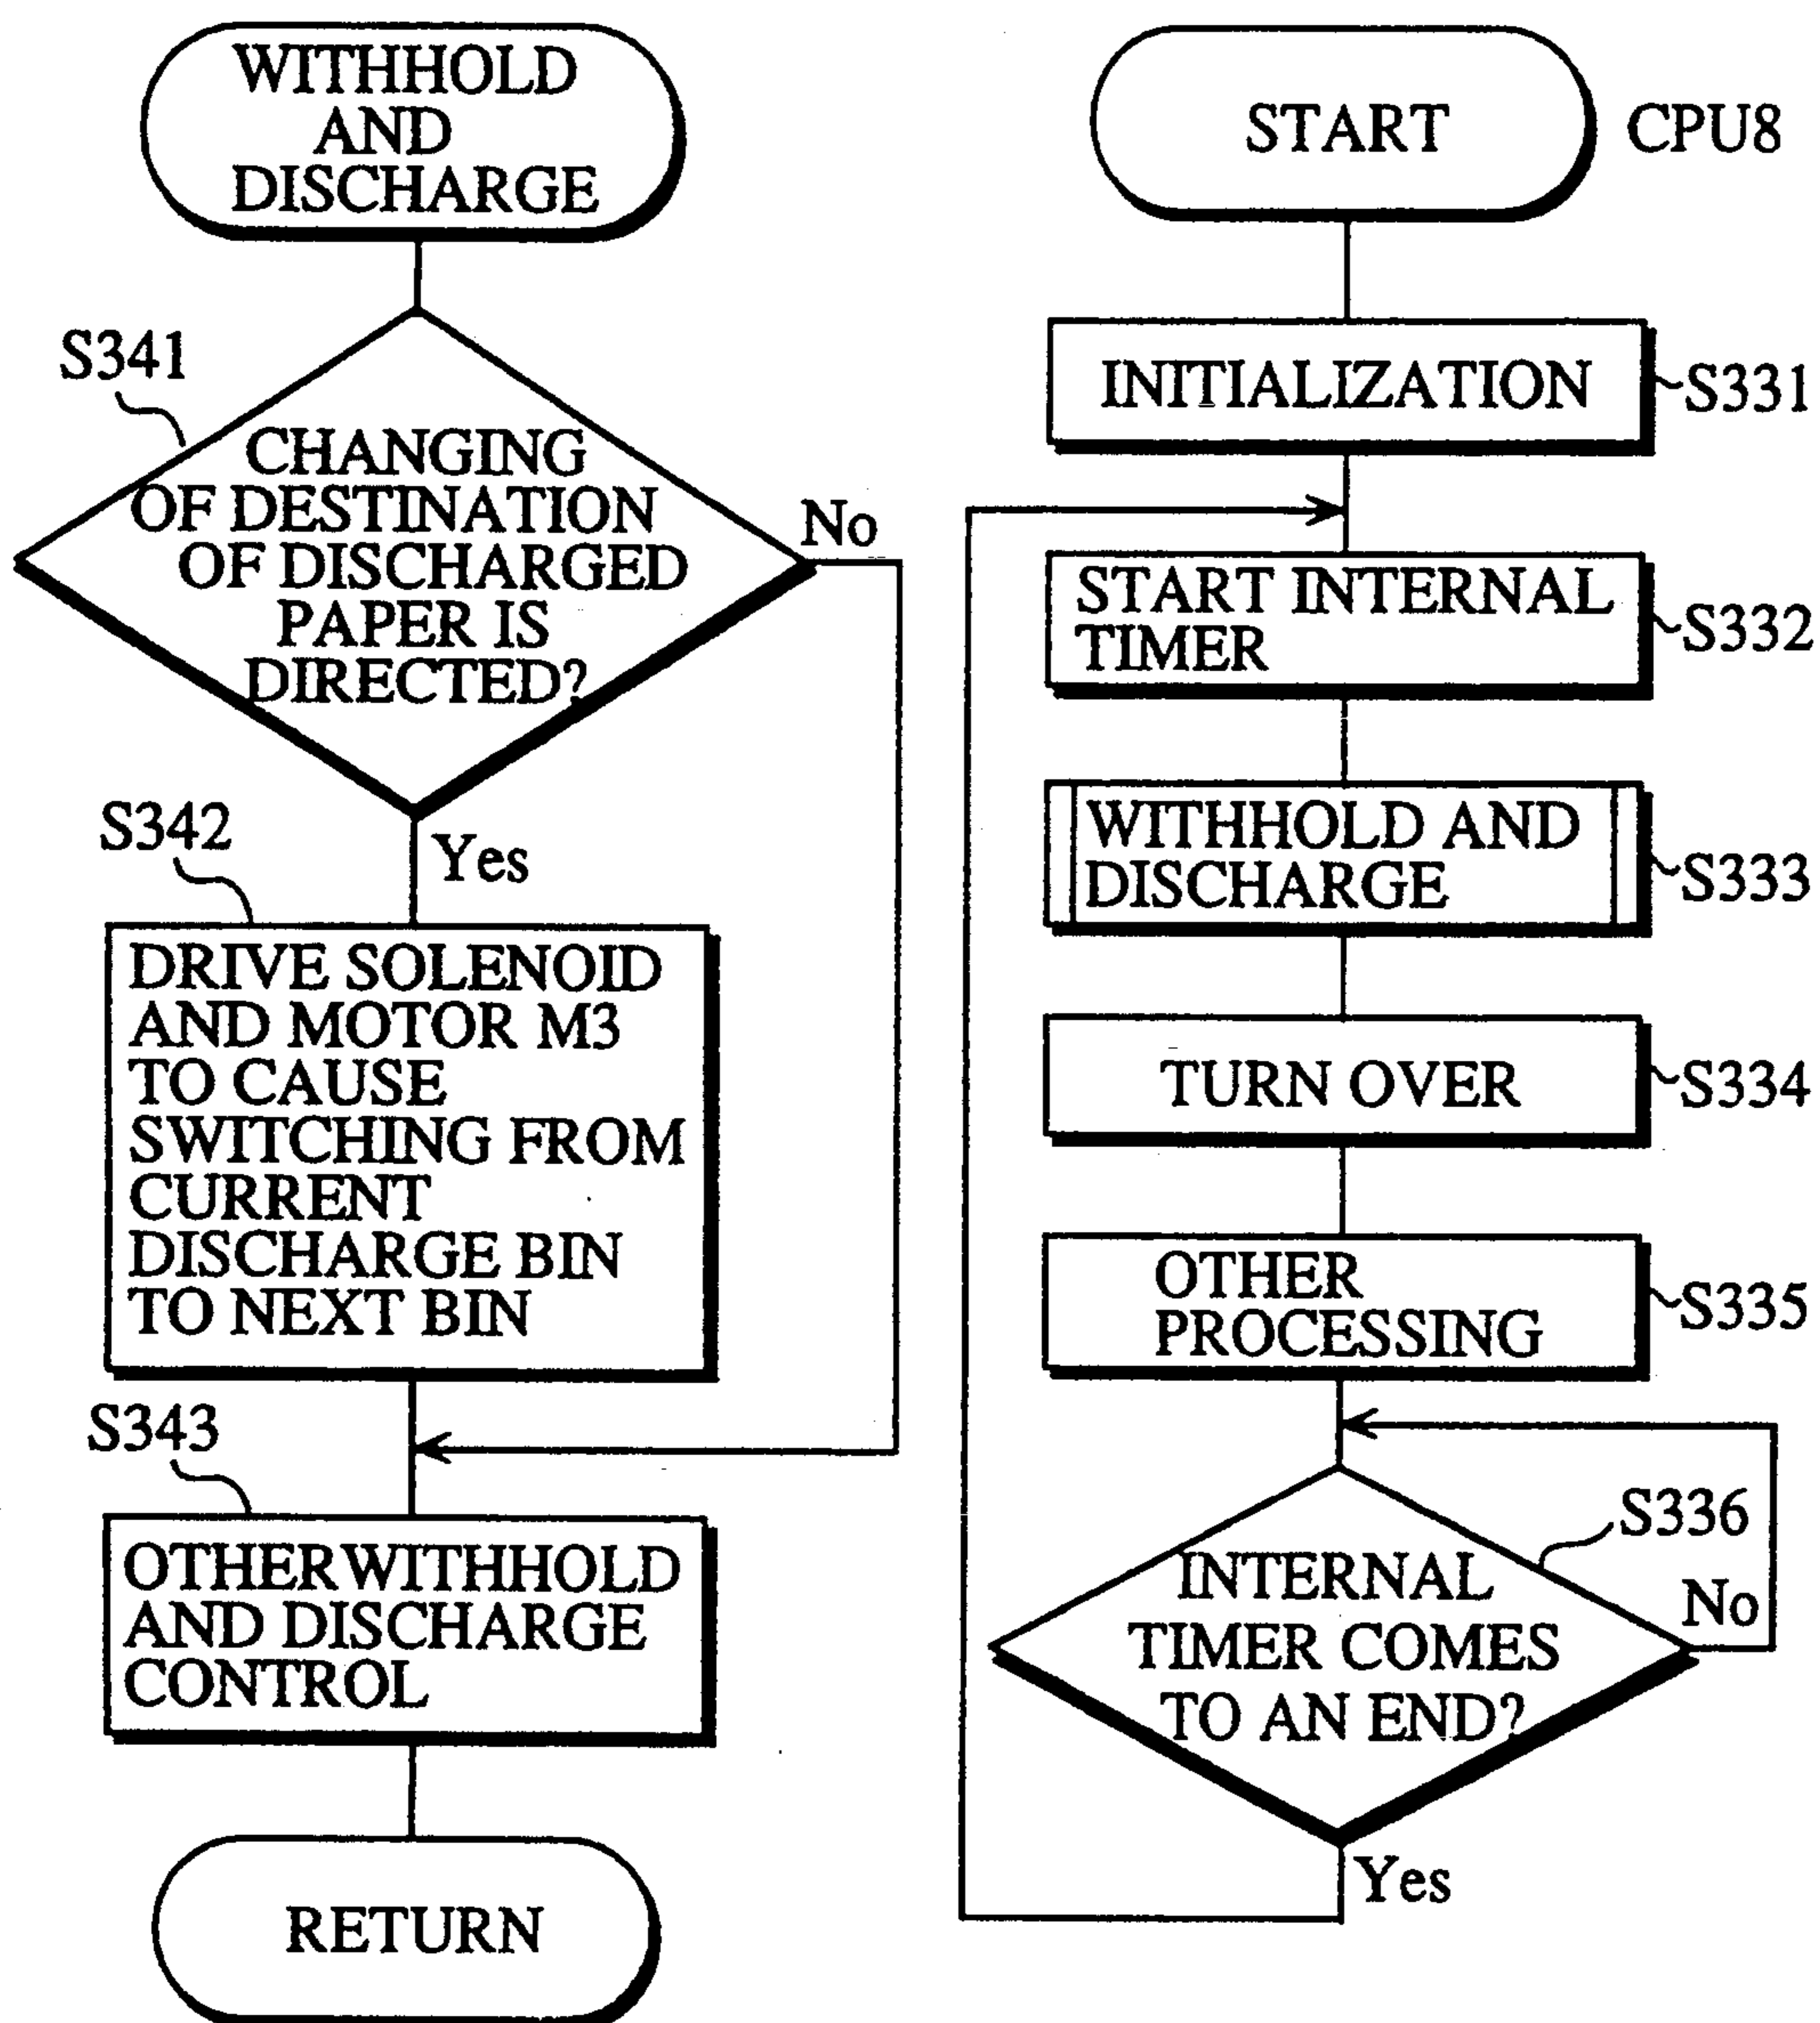 WITHHOLD
AND
DISCHARGE
S341
CHANGING
OF DESTINATION
OF DISCHARGED
PAPER IS
DIRECTED?
No
Yes
S342
DRIVE SOLENOID
AND MOTOR M3
TO CAUSE
SWITCHING FROM
CURRENT
DISCHARGE BIN
TO NEXT BIN
S343
OTHER WITHHOLD
AND DISCHARGE
CONTROL
RETURN
START
CPU8
INITIALIZATION
S331
START INTERNAL
TIMER
S332
WITHHOLD AND
DISCHARGE
S333
TURN OVER
S334
OTHER
PROCESSING
S335
S336
INTERNAL
TIMER COMES
TO AN END?
No
Yes